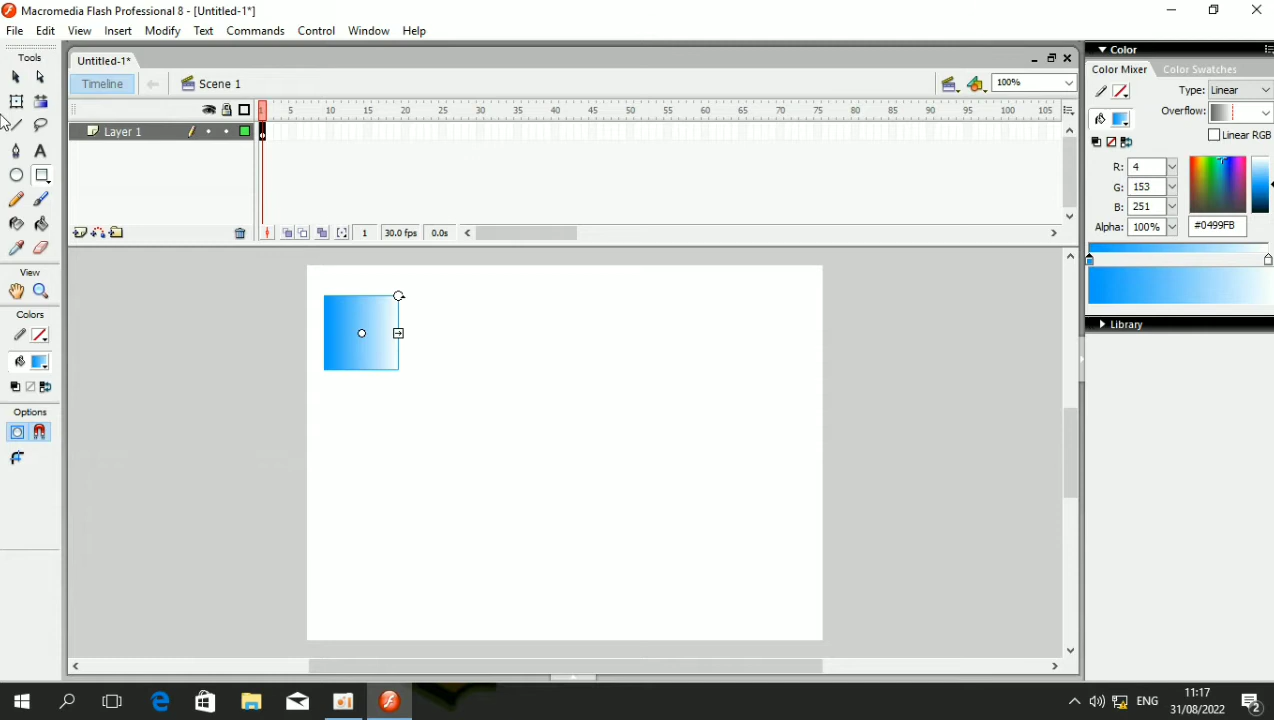 Macromedia Flash Professional 8 - [Untitled-1*]
File Edit View Insert Modify Text Commands Control Window Help
Tools
Untitled-1*
Timeline Scene 1 100%
1 5 10 15 20 25 30 35 40 45 50 55 60 65 70 75 80 85 90 95 100 105
Layer 1
1 30.0 fps 0.0s
View
Colors
Options
Color
Color Mixer Color Swatches
Type: Linear
Overflow:
Linear RGB
R: 4
G: 153
B: 251
Alpha: 100% #0499FB
Library
ENG
11:17
31/08/2022
2